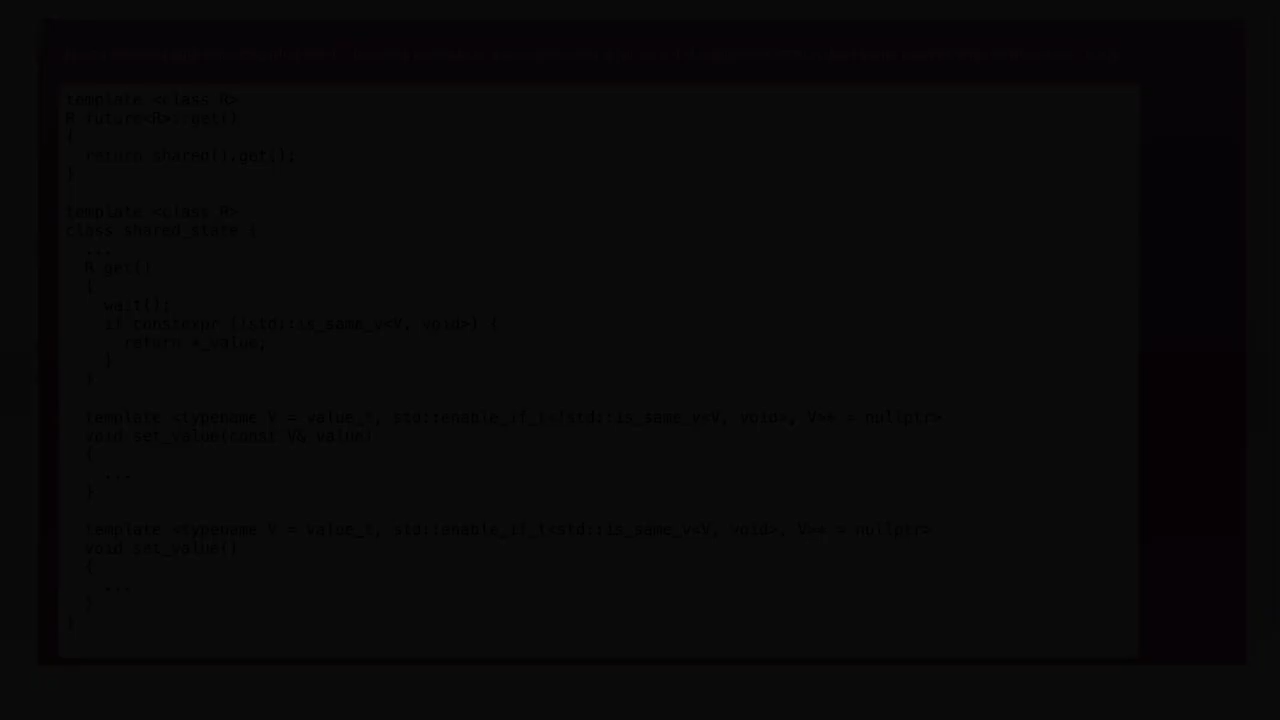 template <class R>
R future<R>::get()
{
  return shared().get();
}
template <class R>
class shared_state {
  ...
  R get()
  {
    wait();
    if constexpr (!std::is_same_v<V, void>) {
      return *_value;
    }
  }
  template <typename V = value_t, std::enable_if_t<!std::is_same_v<V, void>, V>* = nullptr>
  void set_value(const V& value)
  {
    ...
  }
  template <typename V = value_t, std::enable_if_t<std::is_same_v<V, void>, V>* = nullptr>
  void set_value()
  {
    ...
  }
}